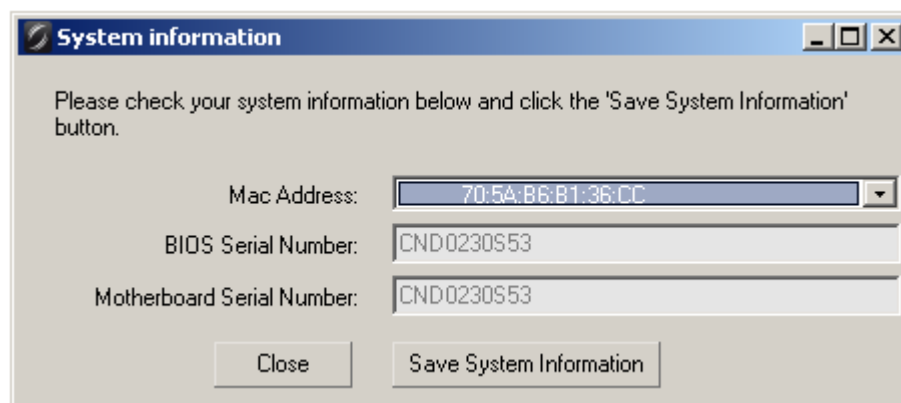 System information
Please check your system information below and click the 'Save System Information'
button.
Mac Address: 70:5A:B6:B1:36:CC
BIOS Serial Number: CND0230S53
Motherboard Serial Number: CND0230S53
Close Save System Information